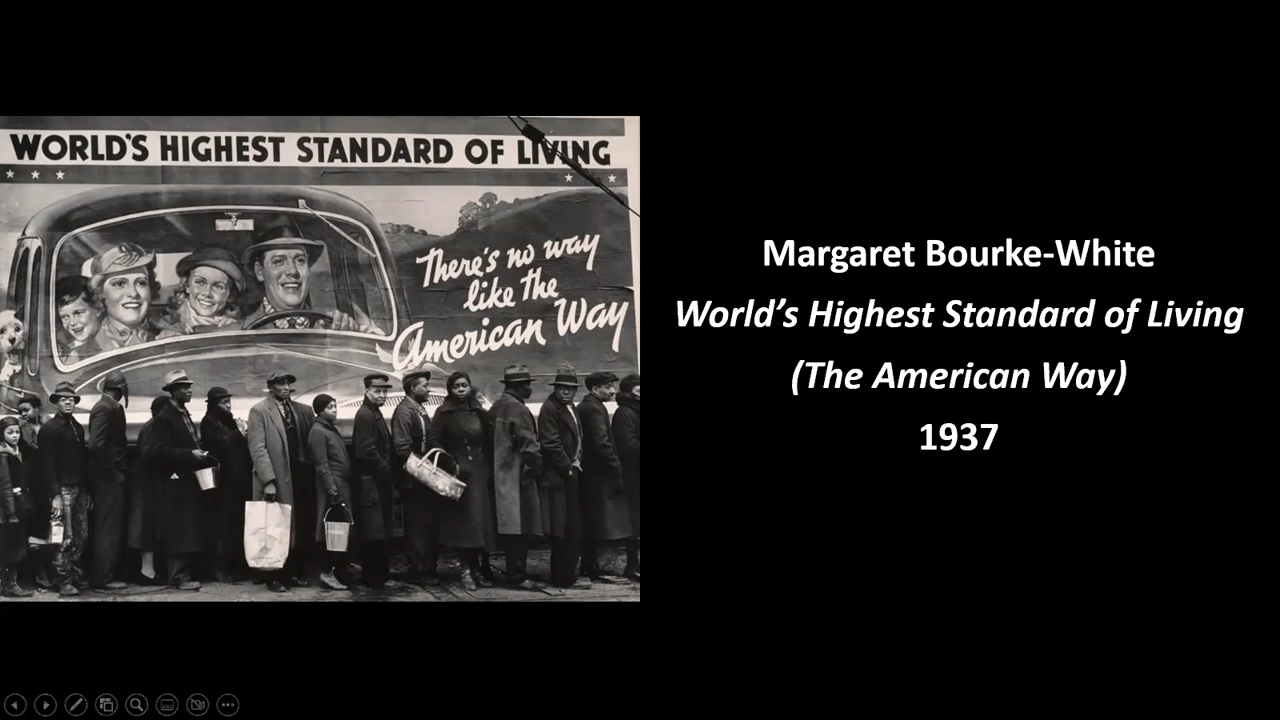 WORLD'S HIGHEST STANDARD OF LIVING
There's no way
like the
American Way
Margaret Bourke-White
World's Highest Standard of Living
(The American Way)
1937